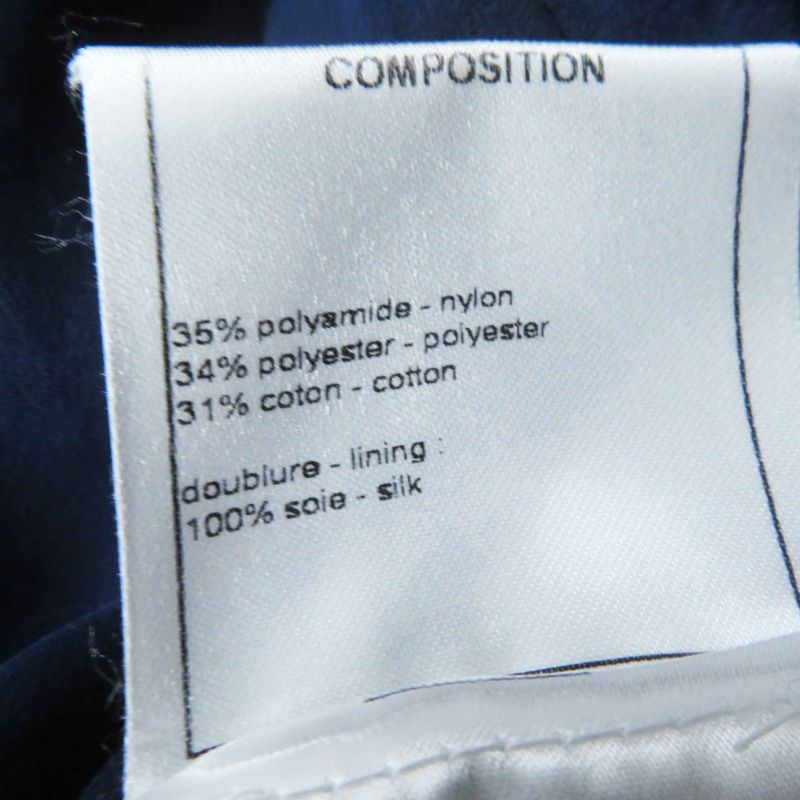 COMPOSITION
35% polyamide - nylon
34% polyester - polyester
31% coton - cotton
doublure - lining :
100% soie - silk